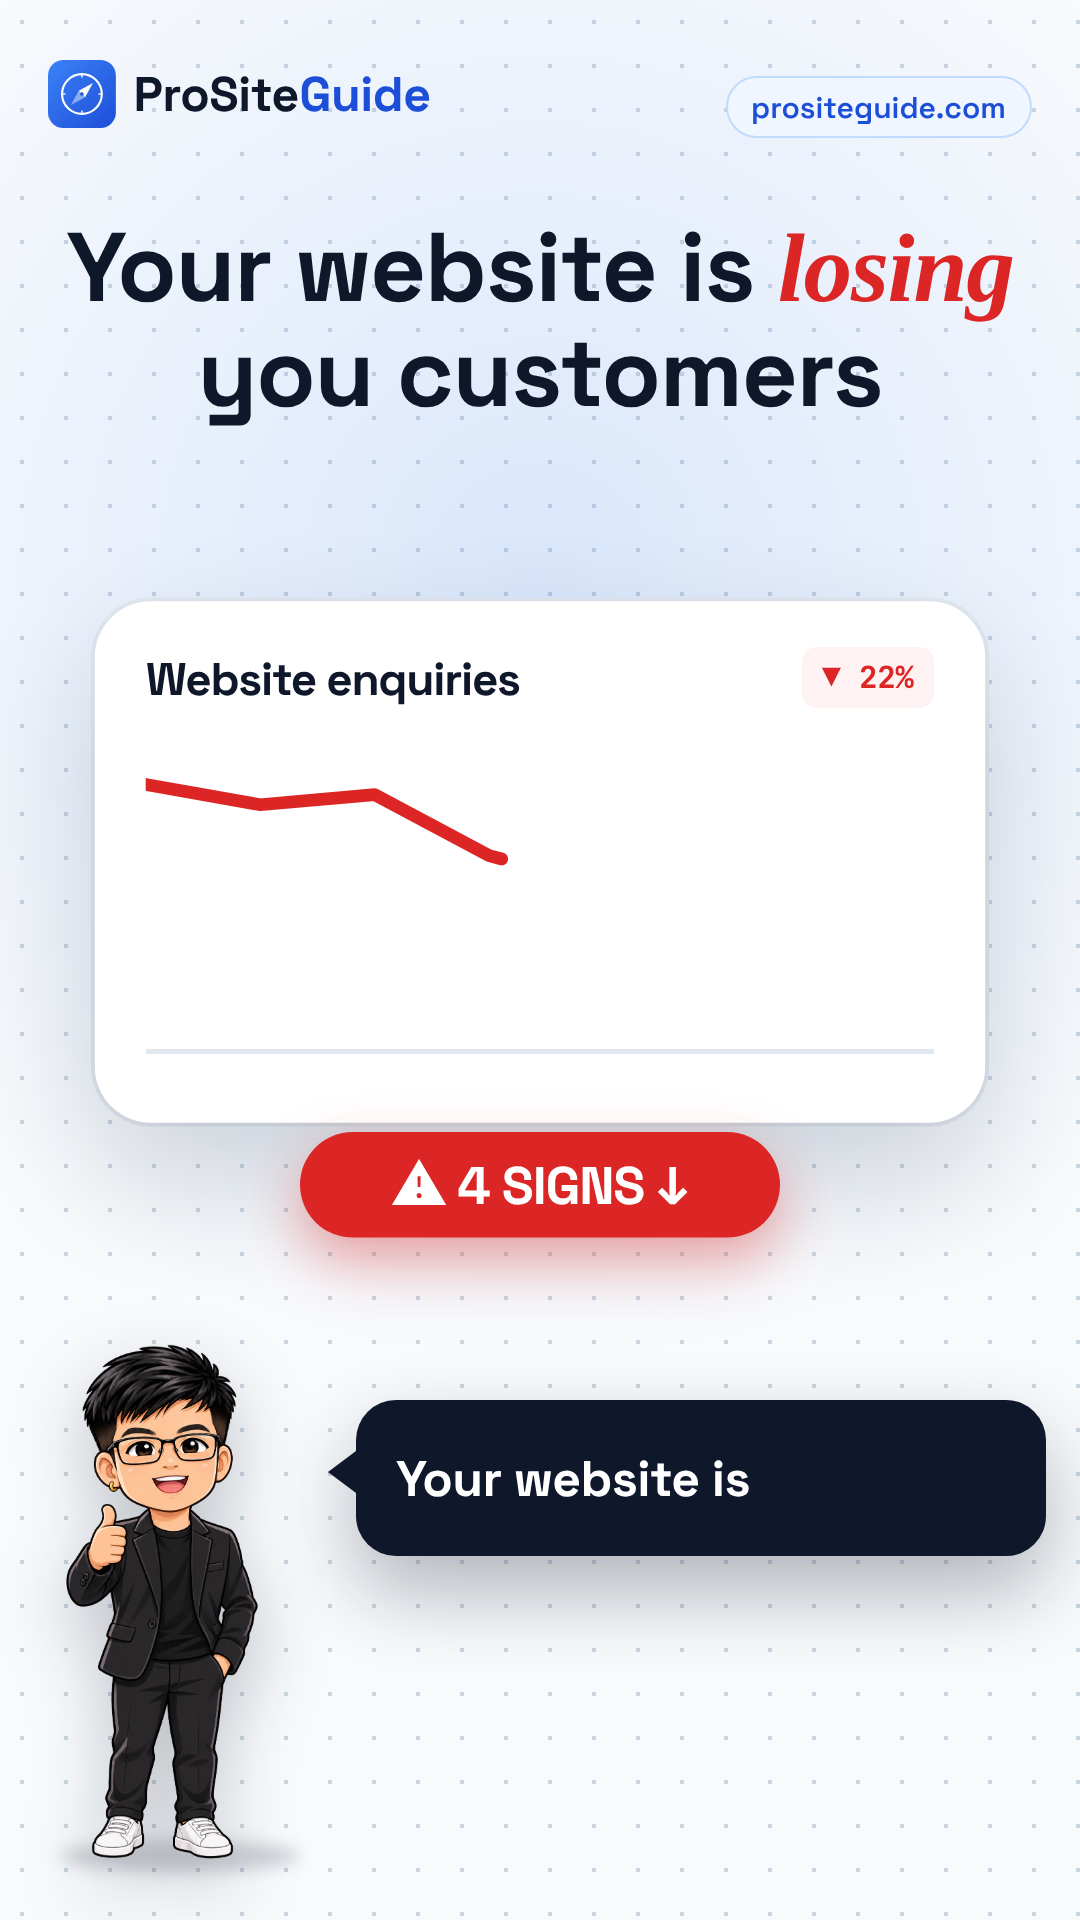 ProSiteGuide
prositeguide.com
Your website is losing
you customers
Website enquiries
▼ 22%
⚠ 4 SIGNS ↓
Your website is